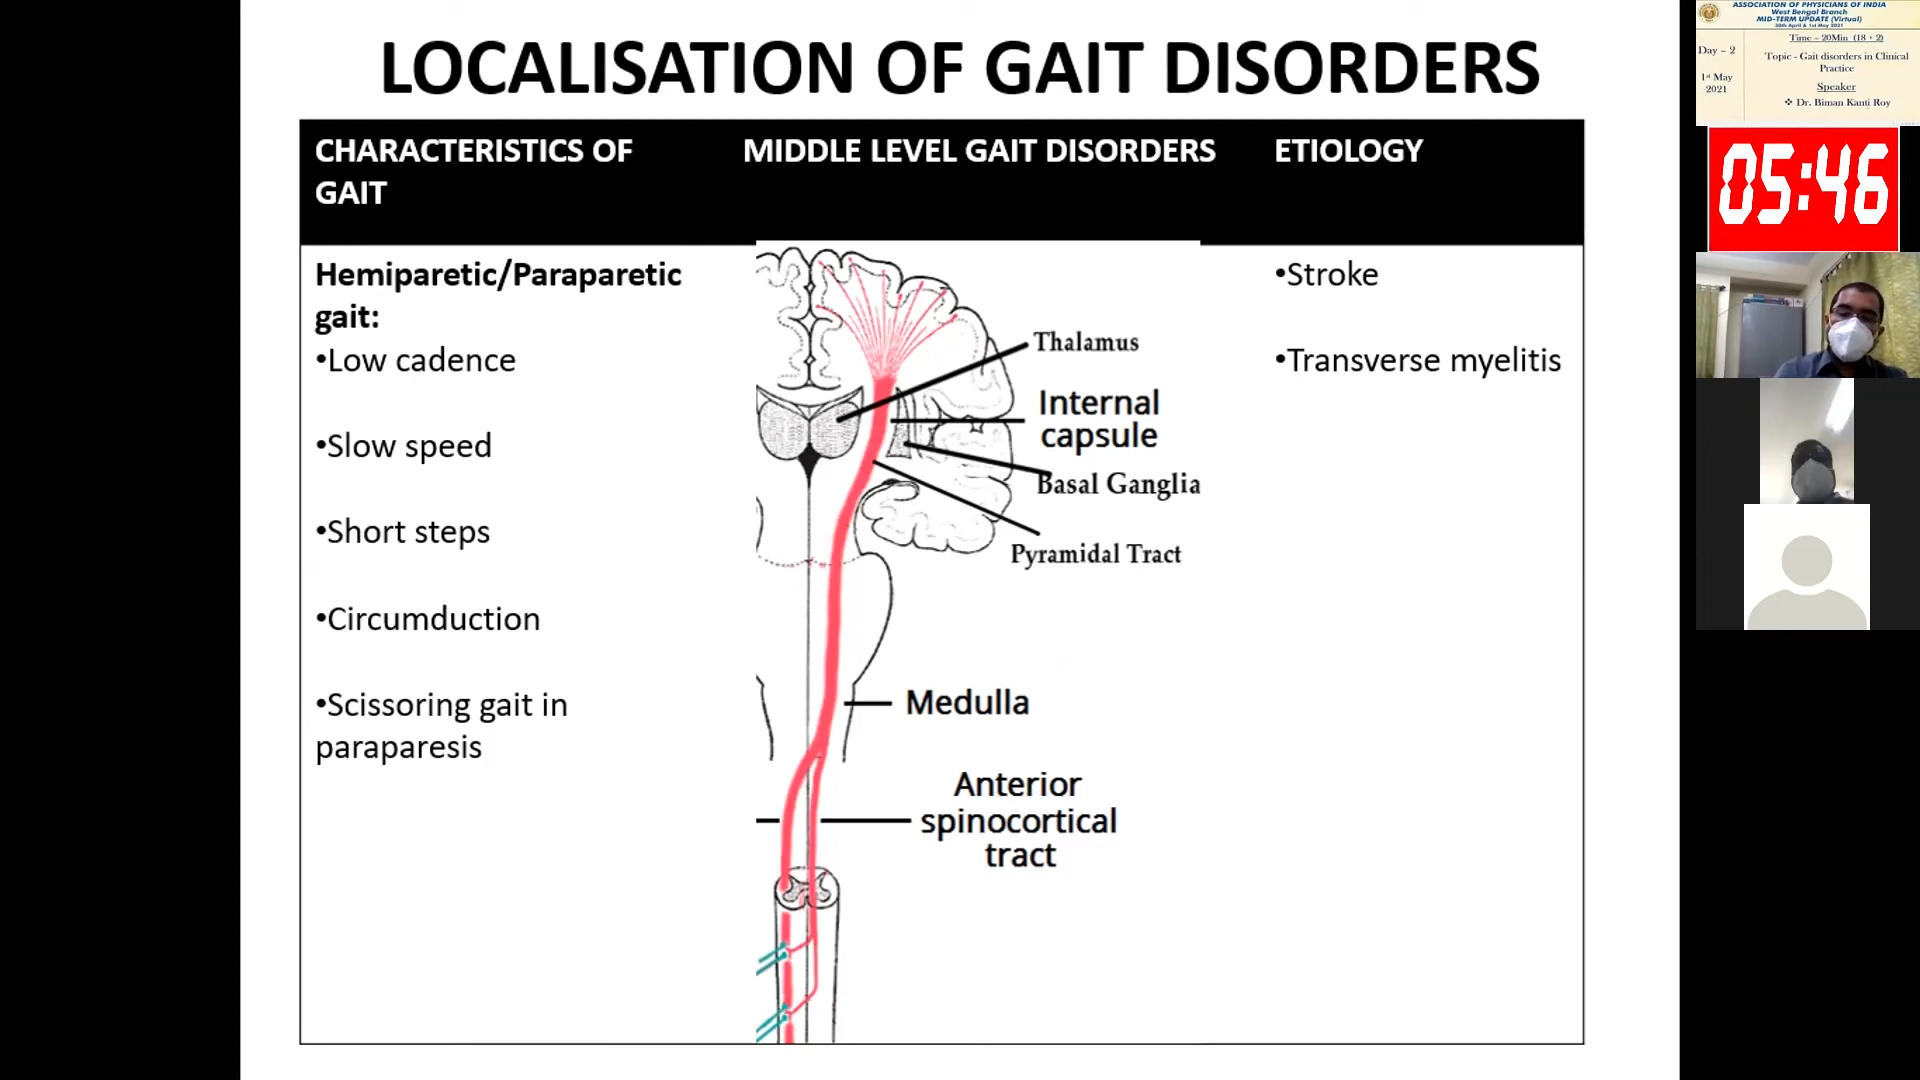 LOCALISATION OF GAIT DISORDERS
CHARACTERISTICS OF
GAIT
MIDDLE LEVEL GAIT DISORDERS
ETIOLOGY
Hemiparetic/Paraparetic
gait:
•Low cadence
•Slow speed
•Short steps
•Circumduction
•Scissoring gait in
paraparesis
Thalamus
Internal
capsule
Basal Ganglia
Pyramidal Tract
Medulla
Anterior
spinocortical
tract
•Stroke
•Transverse myelitis
ASSOCIATION OF PHYSICIANS OF INDIA
West Bengal Branch
MID-TERM UPDATE (Virtual)
30th April & 1st May 2021
Day – 2
1st May
2021
Time – 20Min (18 + 2)
Topic - Gait disorders in Clinical
Practice
Speaker
❖ Dr. Biman Kanti Roy
05:46